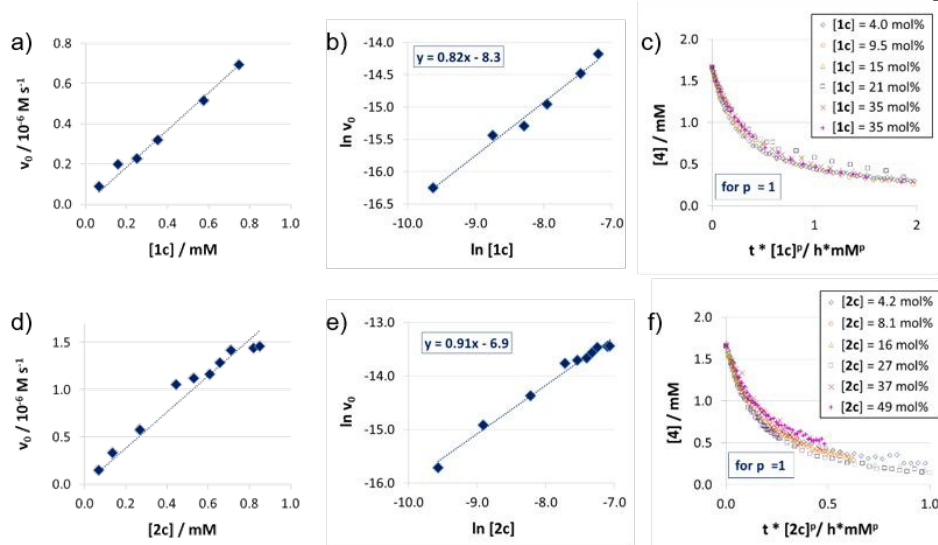 a)
v₀ / 10⁻⁶ M s⁻¹
0.8
0.6
0.4
0.2
0.0
0.0 0.2 0.4 0.6 0.8 1.0
[1c] / mM
b)
y = 0.82x - 8.3
ln v₀
-14.0
-14.5
-15.0
-15.5
-16.0
-16.5
-10.0 -9.0 -8.0 -7.0
ln [1c]
c)
[4] / mM
2.0
1.5
1.0
0.5
0.0
0 1 2
t * [1c]ᵖ/ h*mMᵖ
for p = 1
[1c] = 4.0 mol%
[1c] = 9.5 mol%
[1c] = 15 mol%
[1c] = 21 mol%
[1c] = 35 mol%
[1c] = 35 mol%
d)
v₀ / 10⁻⁶ M s⁻¹
1.5
1.0
0.5
0.0
0.0 0.2 0.4 0.6 0.8 1.0
[2c] / mM
e)
y = 0.91x - 6.9
ln v₀
-13.0
-14.0
-15.0
-16.0
-10.0 -9.0 -8.0 -7.0
ln [2c]
f)
[4] / mM
2.0
1.5
1.0
0.5
0.0
0.0 0.5 1.0
t * [2c]ᵖ/ h*mMᵖ
for p =1
[2c] = 4.2 mol%
[2c] = 8.1 mol%
[2c] = 16 mol%
[2c] = 27 mol%
[2c] = 37 mol%
[2c] = 49 mol%